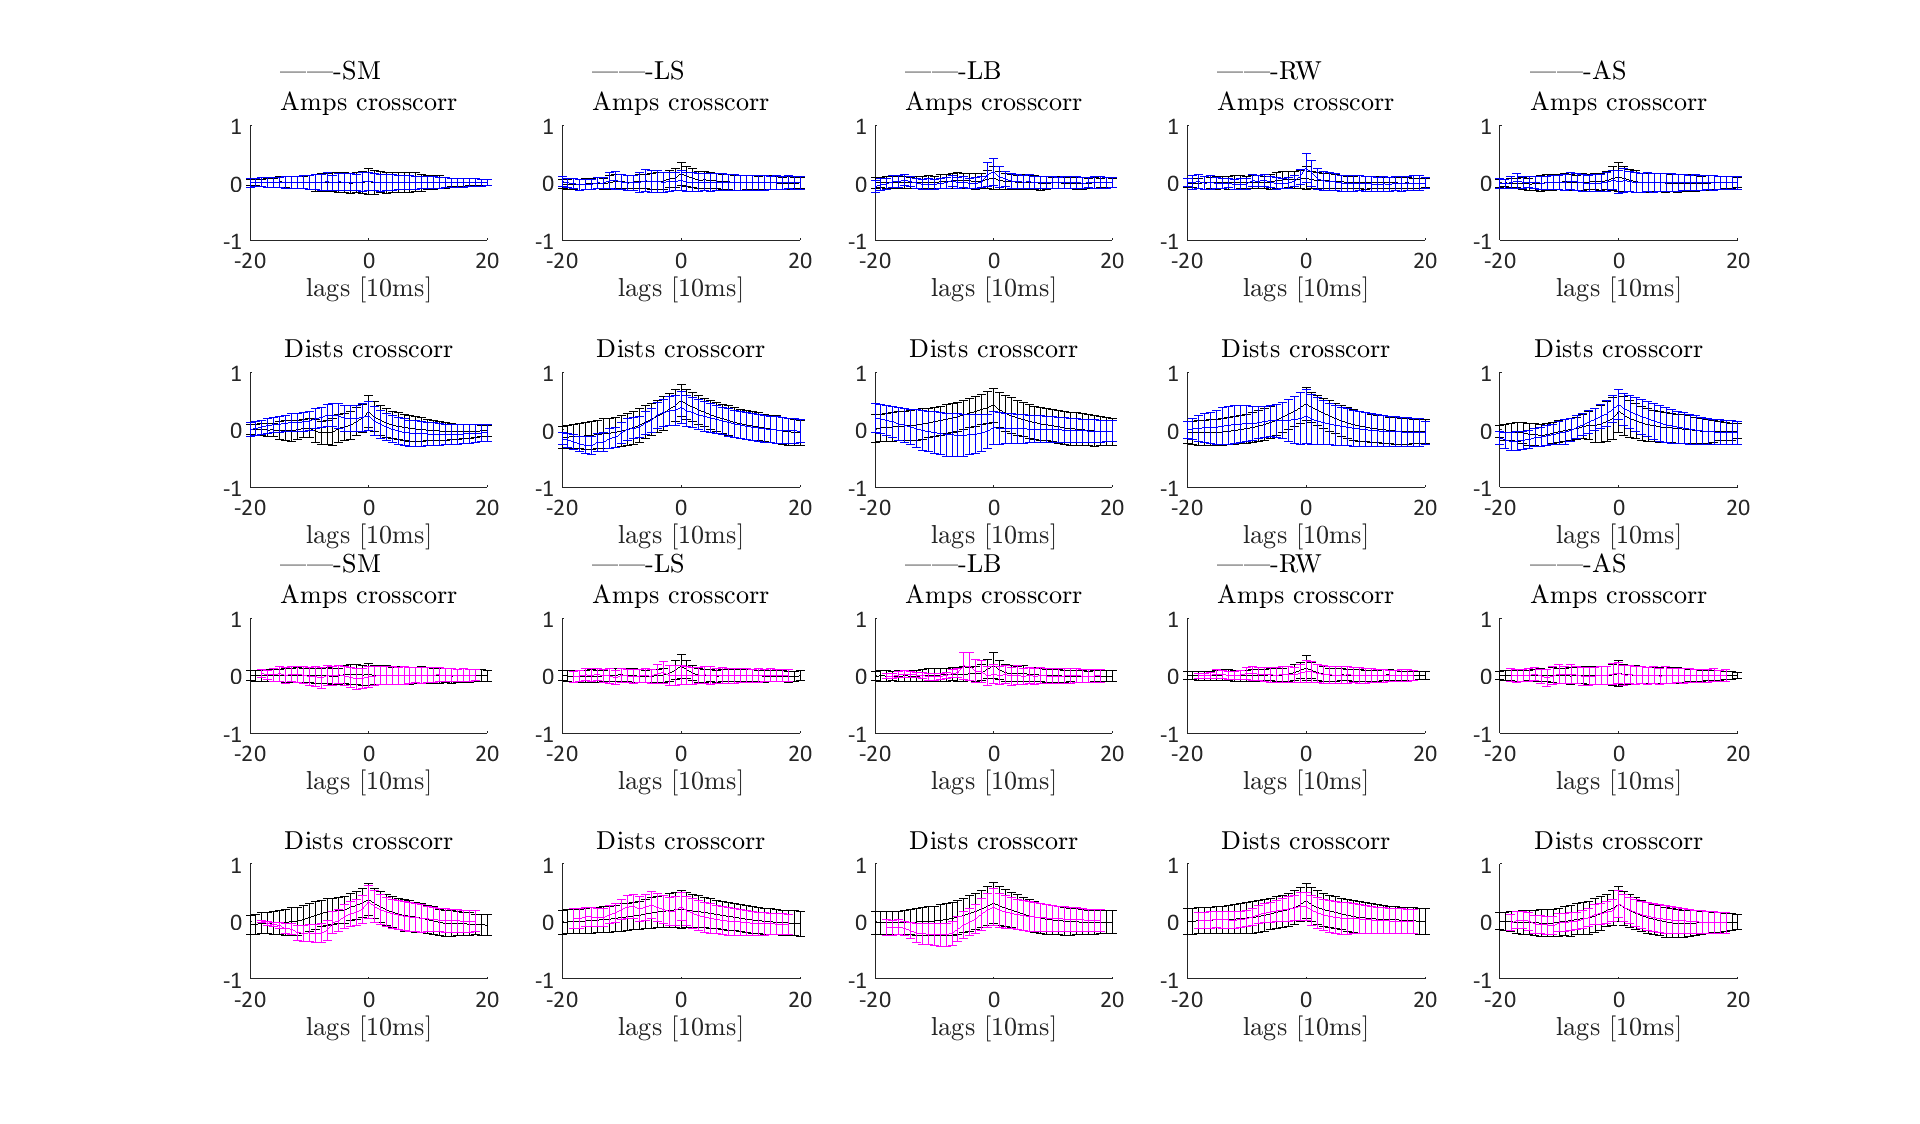 ———-SM ———-LS ———-LB ———-RW ———-AS
Amps crosscorr Amps crosscorr Amps crosscorr Amps crosscorr Amps crosscorr
1 1 1 1 1
0 0 0 0 0
-1 -1 -1 -1 -1
-20 0 20 -20 0 20 -20 0 20 -20 0 20 -20 0 20
lags [10ms] lags [10ms] lags [10ms] lags [10ms] lags [10ms]
Dists crosscorr Dists crosscorr Dists crosscorr Dists crosscorr Dists crosscorr
1 1 1 1 1
0 0 0 0 0
-1 -1 -1 -1 -1
-20 0 20 -20 0 20 -20 0 20 -20 0 20 -20 0 20
lags [10ms] lags [10ms] lags [10ms] lags [10ms] lags [10ms]
———-SM ———-LS ———-LB ———-RW ———-AS
Amps crosscorr Amps crosscorr Amps crosscorr Amps crosscorr Amps crosscorr
1 1 1 1 1
0 0 0 0 0
-1 -1 -1 -1 -1
-20 0 20 -20 0 20 -20 0 20 -20 0 20 -20 0 20
lags [10ms] lags [10ms] lags [10ms] lags [10ms] lags [10ms]
Dists crosscorr Dists crosscorr Dists crosscorr Dists crosscorr Dists crosscorr
1 1 1 1 1
0 0 0 0 0
-1 -1 -1 -1 -1
-20 0 20 -20 0 20 -20 0 20 -20 0 20 -20 0 20
lags [10ms] lags [10ms] lags [10ms] lags [10ms] lags [10ms]